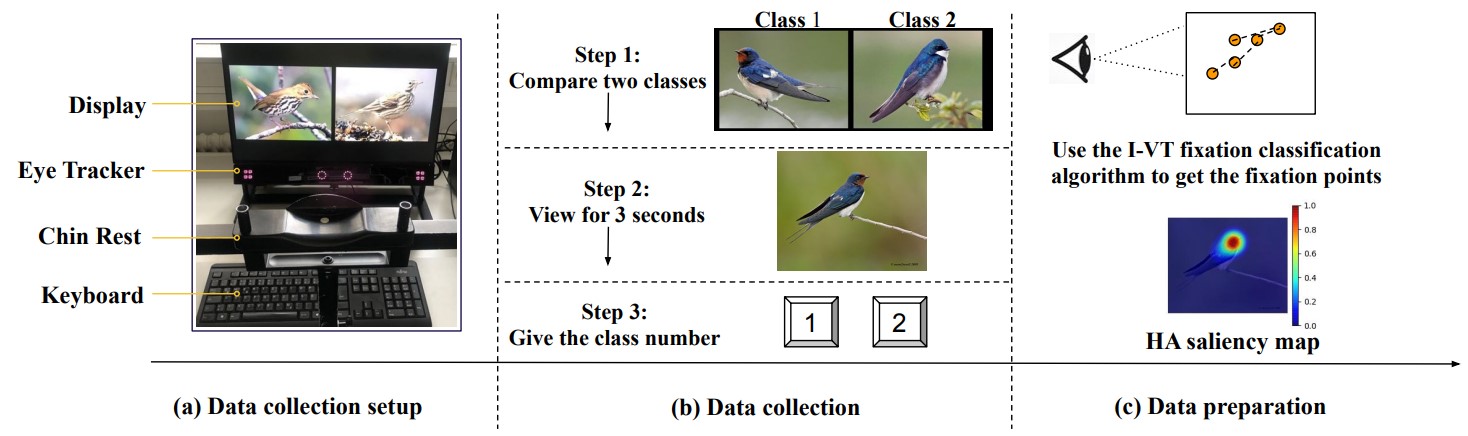 Display
Eye Tracker
Chin Rest
Keyboard
(a) Data collection setup
Step 1:
Compare two classes
Class 1
Class 2
Step 2:
View for 3 seconds
Step 3:
Give the class number
1
2
(b) Data collection
Use the I-VT fixation classification
algorithm to get the fixation points
1.0
0.8
0.6
0.4
0.2
0.0
HA saliency map
(c) Data preparation